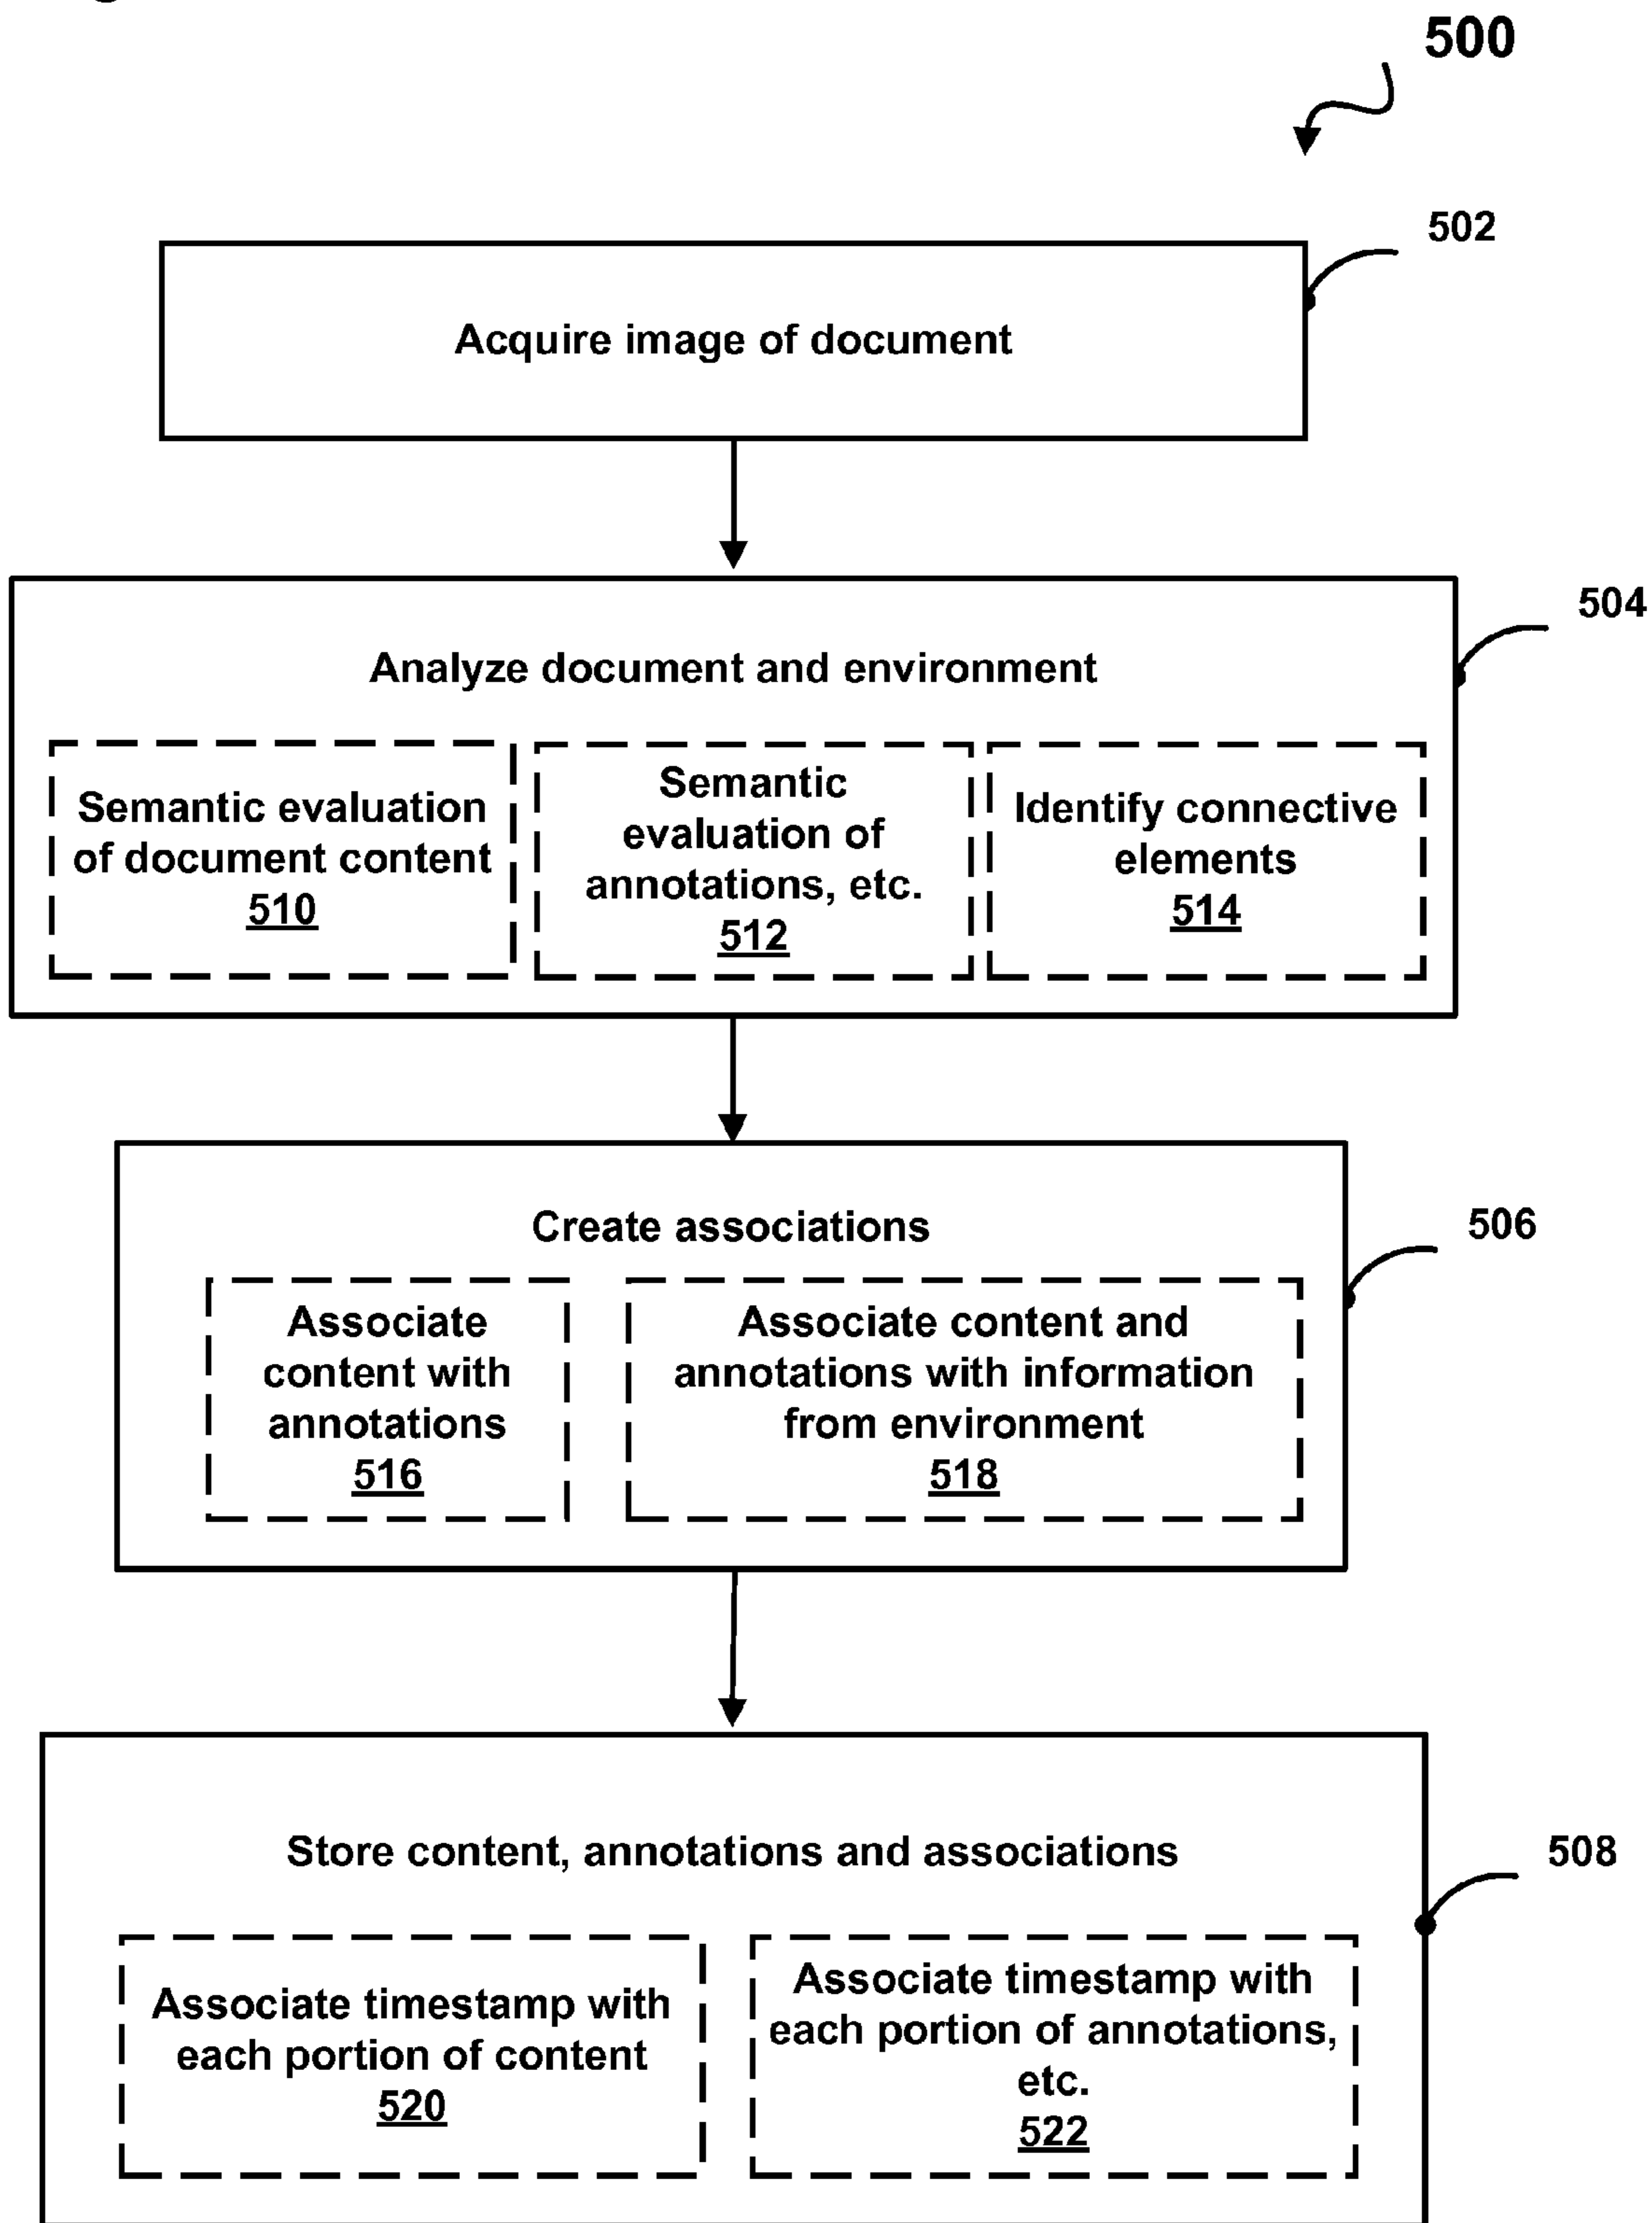 500
502
Acquire image of document
504
Analyze document and environment
Semantic evaluation
of document content
510
Semantic
evaluation of
annotations, etc.
512
Identify connective
elements
514
506
Create associations
Associate
content with
annotations
516
Associate content and
annotations with information
from environment
518
508
Store content, annotations and associations
Associate timestamp with
each portion of content
520
Associate timestamp with
each portion of annotations,
etc.
522